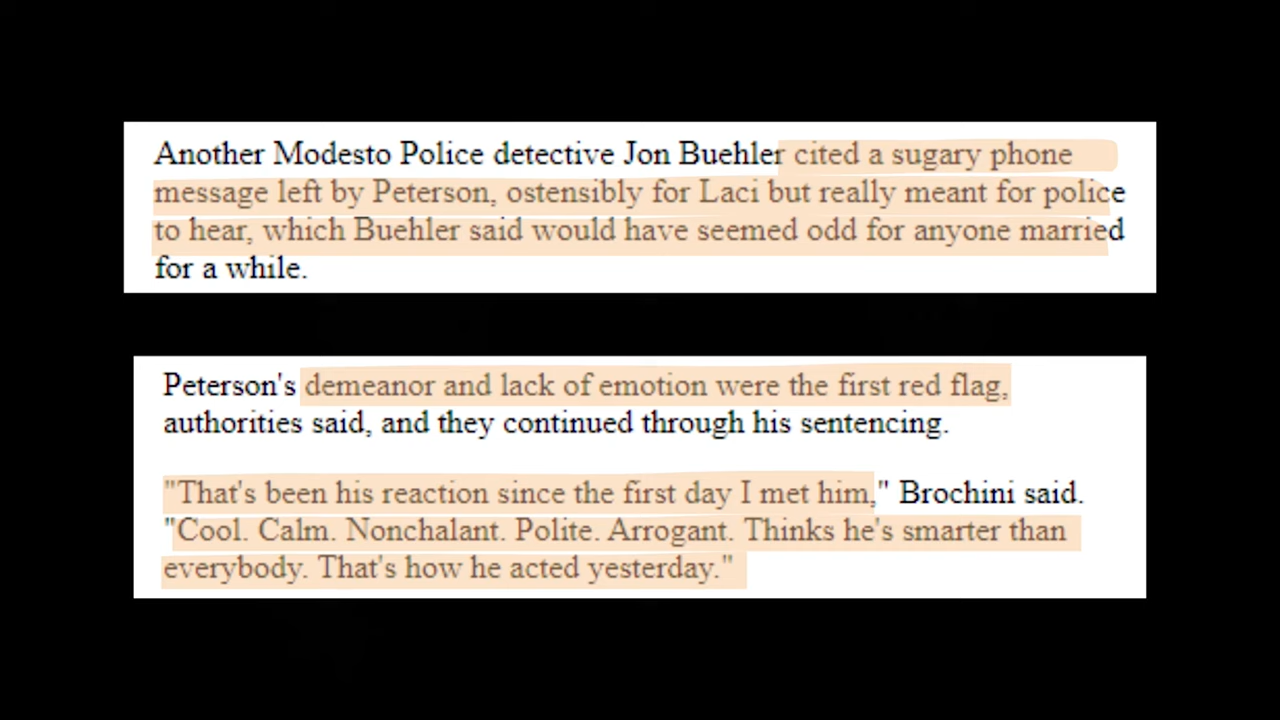 Another Modesto Police detective Jon Buehler cited a sugary phone
message left by Peterson, ostensibly for Laci but really meant for police
to hear, which Buehler said would have seemed odd for anyone married
for a while.
Peterson's demeanor and lack of emotion were the first red flag,
authorities said, and they continued through his sentencing.
"That's been his reaction since the first day I met him," Brochini said.
"Cool. Calm. Nonchalant. Polite. Arrogant. Thinks he's smarter than
everybody. That's how he acted yesterday."